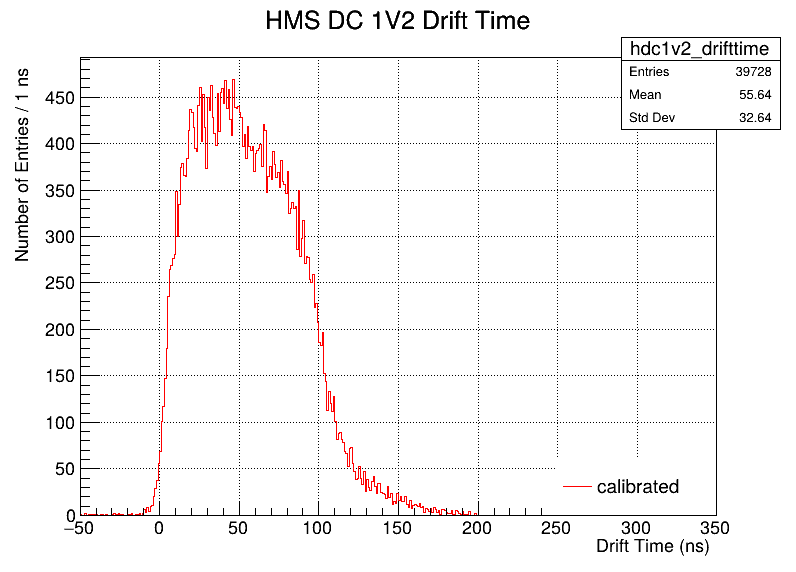 HMS DC 1V2 Drift Time
hdc1v2_drifttime
Entries 39728
Mean 55.64
Std Dev 32.64
Number of Entries / 1 ns
450
400
350
300
250
200
150
100
50
0
calibrated
−50 0 50 100 150 200 250 300 350
Drift Time (ns)